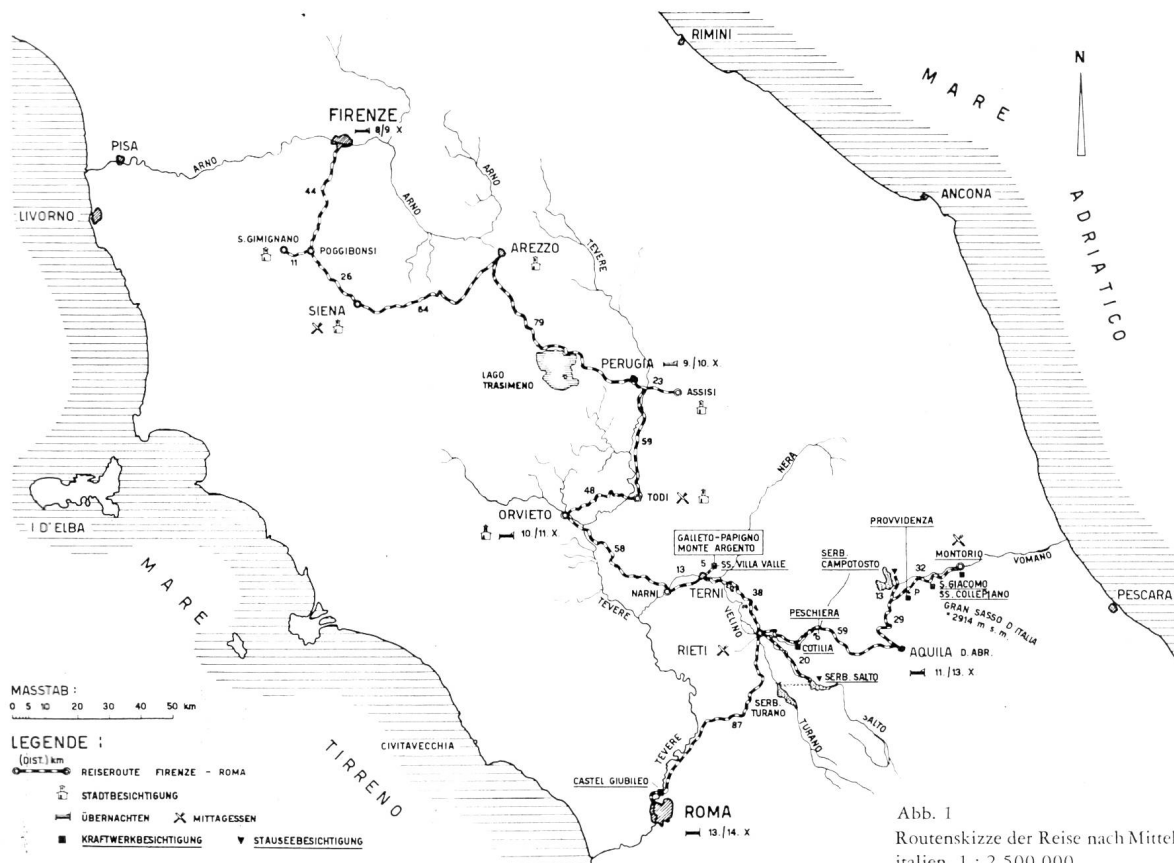 RIMINI
MARE
ADRIATICO
N
FIRENZE
8/9 X
PISA
ARNO
ARNO
ARNO
LIVORNO
44
TEVERE
ANCONA
S. GIMIGNANO
11
POGGIBONSI
AREZZO
26
SIENA
64
79
LAGO
TRASIMENO
PERUGIA
9./10. X
23
ASSISI
59
48
TODI
NERA
ORVIETO
10./11. X
I D'ELBA
58
GALLETO-PAPIGNO
MONTE ARGENTO
SS. VILLA VALLE
PROVVIDENZA
SERB.
CAMPOTOSTO
MONTORIO
VOMANO
13
5
NARNI
TERNI
38
32
13
P
S. GIACOMO
SS. COLLEPIANO
GRAN SASSO D ITALIA
2914 m s. m.
PESCARA
MARE
TEVERE
VELINO
PESCHIERA
59
29
RIETI
COTILIA
20
AQUILA D. ABR.
11./13. X
SERB. SALTO
SERB.
TURANO
SALTO
TURANO
87
MASSTAB :
0 5 10 20 30 40 50 km
TIRRENO
CIVITAVECCHIA
TEVERE
CASTEL GIUBILEO
ROMA
13./14. X
LEGENDE :
(DIST.) km
REISEROUTE FIRENZE - ROMA
STADTBESICHTIGUNG
ÜBERNACHTEN
MITTAGESSEN
KRAFTWERKBESICHTIGUNG
STAUSEEBESICHTIGUNG
Abb. 1
Routenskizze der Reise nach Mittel
italien 1 : 2 500 000